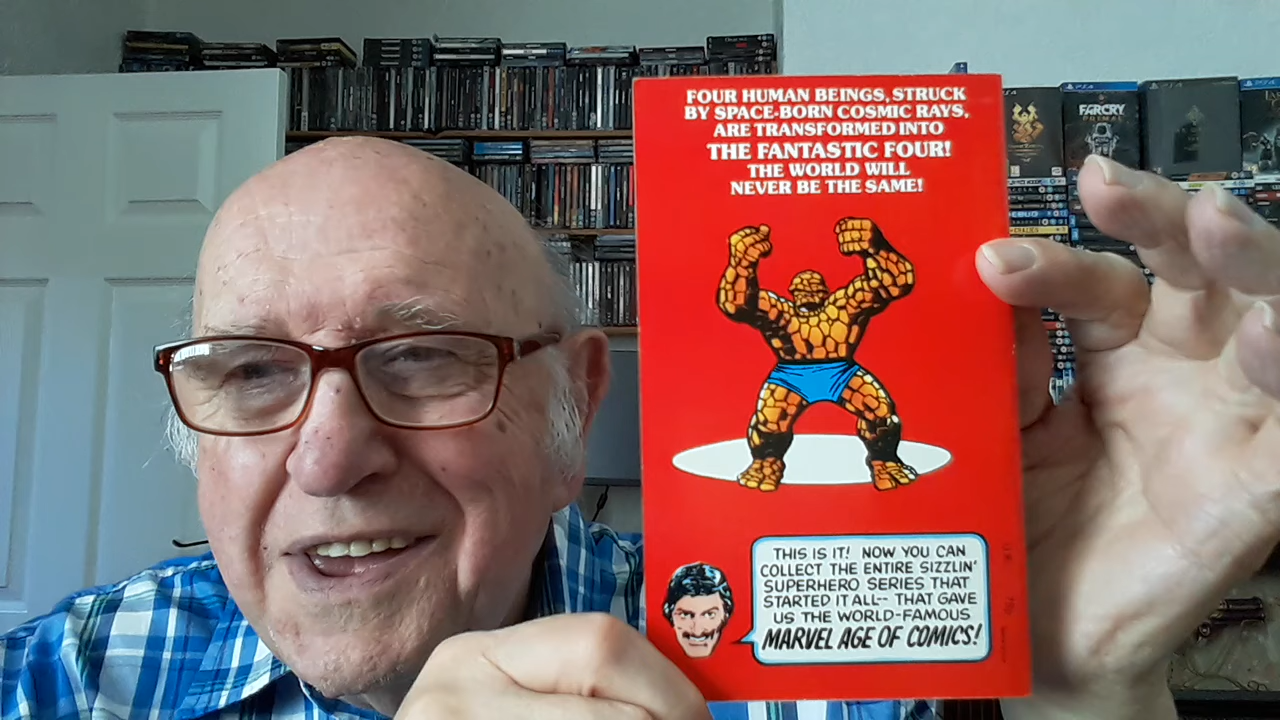 FOUR HUMAN BEINGS, STRUCK
BY SPACE-BORN COSMIC RAYS,
ARE TRANSFORMED INTO
THE FANTASTIC FOUR!
THE WORLD WILL
NEVER BE THE SAME!
THIS IS IT! NOW YOU CAN
COLLECT THE ENTIRE SIZZLIN'
SUPERHERO SERIES THAT
STARTED IT ALL-- THAT GAVE
US THE WORLD-FAMOUS
MARVEL AGE OF COMICS!
PS4
FARCRY
PRIMAL